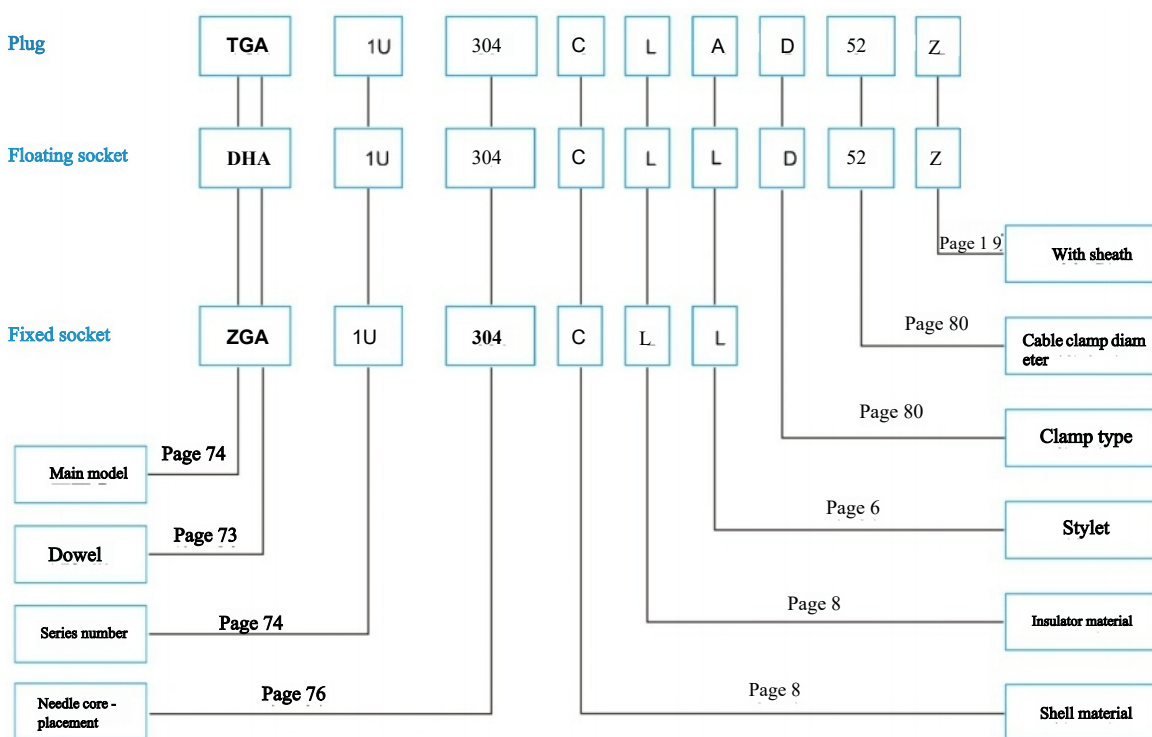 Plug TGA 1U 304 C L A D 52 Z
Floating socket DHA 1U 304 C L L D 52 Z
Page 1 9
With sheath
Fixed socket ZGA 1U 304 C L L
Page 80
Cable clamp diam
eter
Page 80
Clamp type
Main model Page 74
Page 6
Stylet
Dowel Page 73
Series number Page 74
Page 8
Insulator material
Needle core -
placement
Page 76
Page 8
Shell material